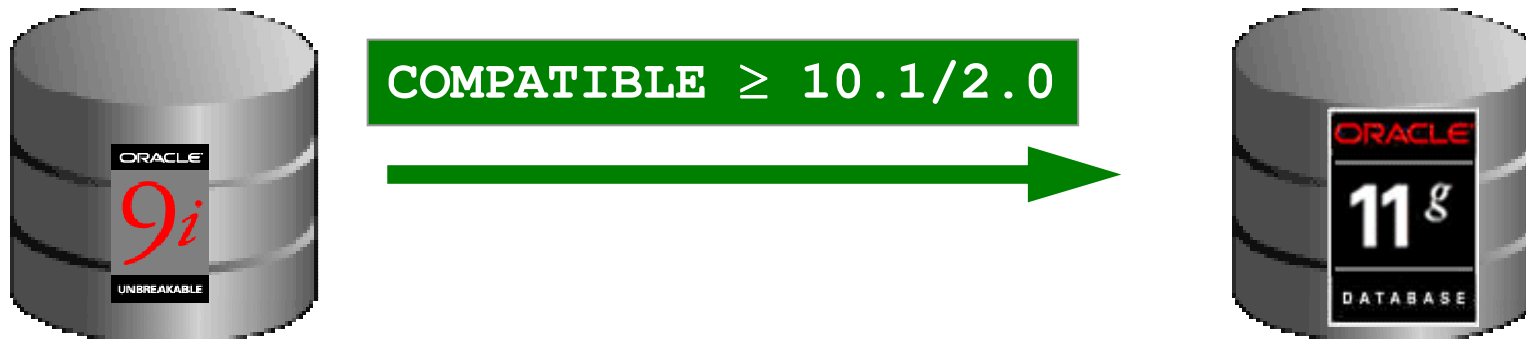 COMPATIBLE ≥ 10.1/2.0
ORACLE
9i
UNBREAKABLE
ORACLE
11g
DATABASE